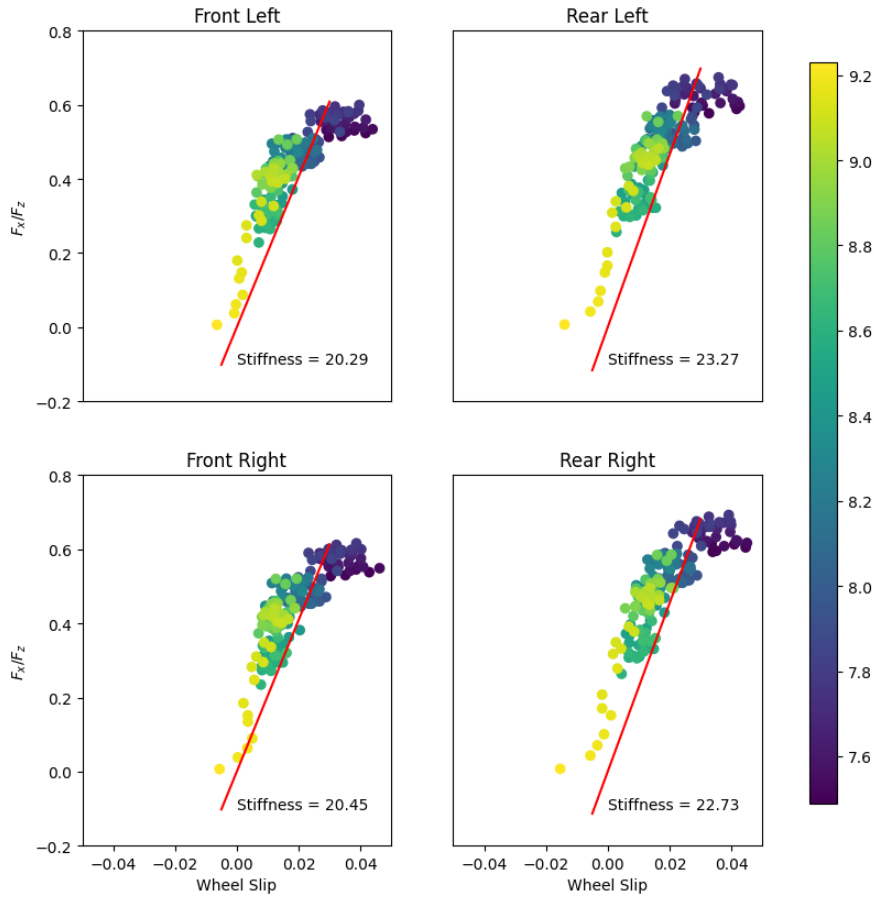 Front Left
Rear Left
0.8
0.6
0.4
0.2
0.0
−0.2
F_x/F_z
Stiffness = 20.29
Stiffness = 23.27
Front Right
Rear Right
0.8
0.6
0.4
0.2
0.0
−0.2
F_x/F_z
Stiffness = 20.45
Stiffness = 22.73
−0.04 −0.02 0.00 0.02 0.04
Wheel Slip
−0.04 −0.02 0.00 0.02 0.04
Wheel Slip
9.2
9.0
8.8
8.6
8.4
8.2
8.0
7.8
7.6